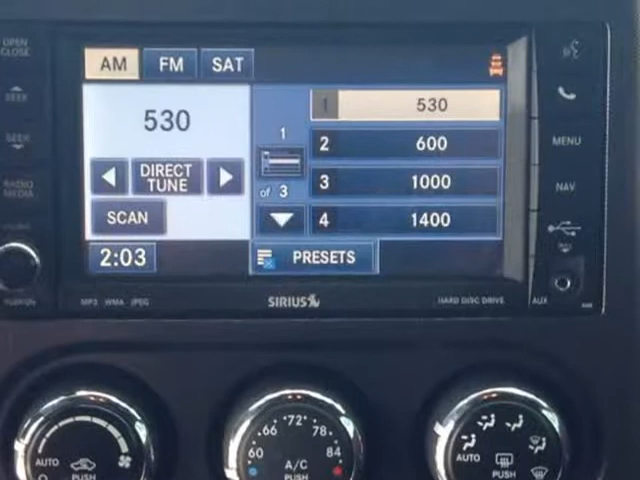 OPEN
CLOSE
SEEK
SEEK
RADIO
MEDIA
AM FM SAT
530
DIRECT
TUNE
SCAN
2:03
1
of 3
1 530
2 600
3 1000
4 1400
PRESETS
MENU
NAV
MP3 WMA JPEG
SIRIUS
HARD DISC DRIVE
AUX
AUTO
PUSH
60 66 72 78 84
A/C
PUSH
AUTO
PUSH